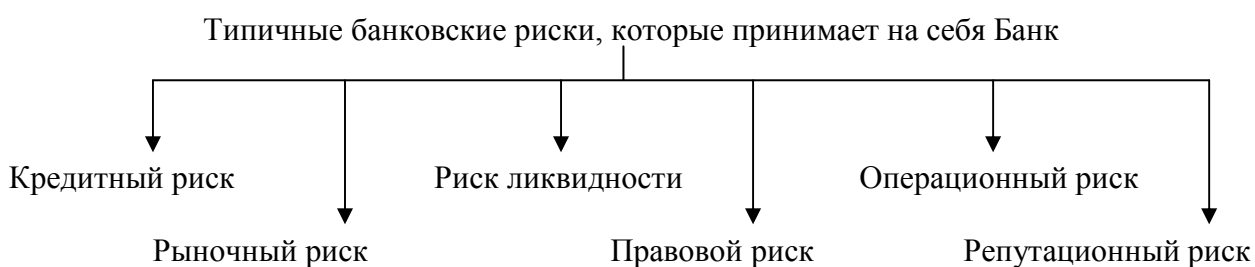 Типичные банковские риски, которые принимает на себя Банк
Кредитный риск Риск ликвидности Операционный риск
Рыночный риск Правовой риск Репутационный риск